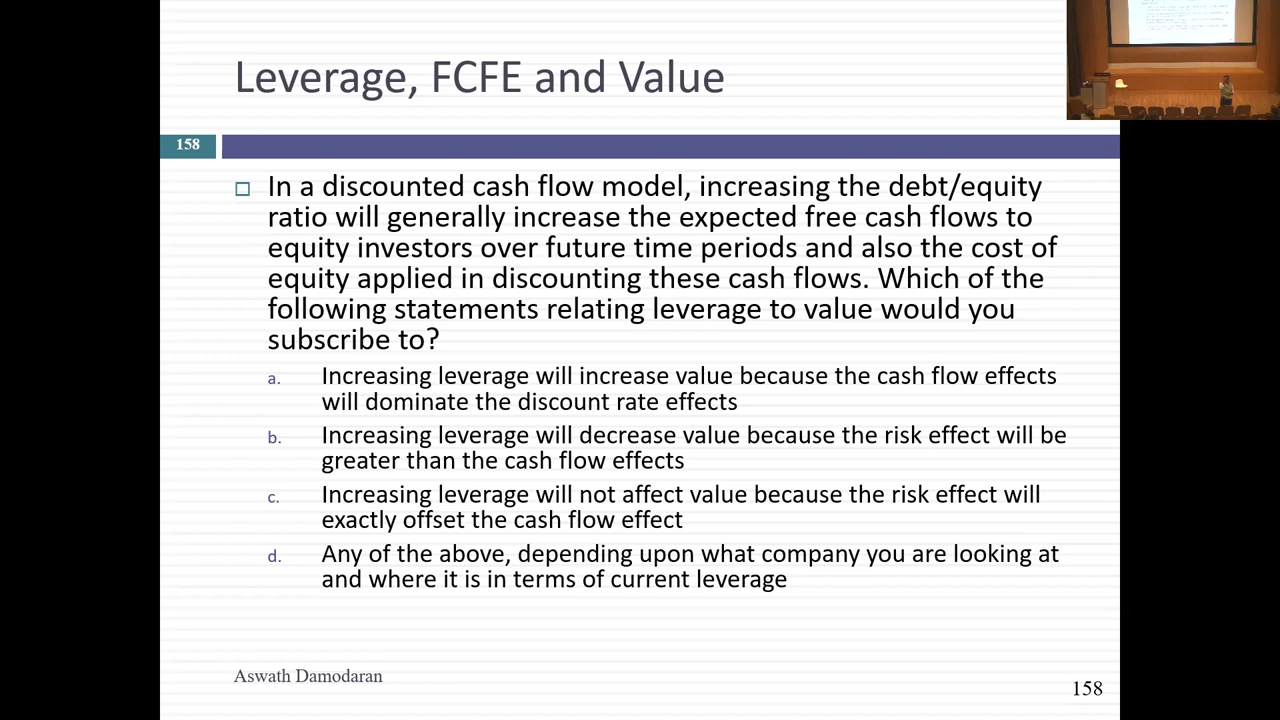 Leverage, FCFE and Value
158
In a discounted cash flow model, increasing the debt/equity
ratio will generally increase the expected free cash flows to
equity investors over future time periods and also the cost of
equity applied in discounting these cash flows. Which of the
following statements relating leverage to value would you
subscribe to?
a. Increasing leverage will increase value because the cash flow effects
will dominate the discount rate effects
b. Increasing leverage will decrease value because the risk effect will be
greater than the cash flow effects
c. Increasing leverage will not affect value because the risk effect will
exactly offset the cash flow effect
d. Any of the above, depending upon what company you are looking at
and where it is in terms of current leverage
Aswath Damodaran
158